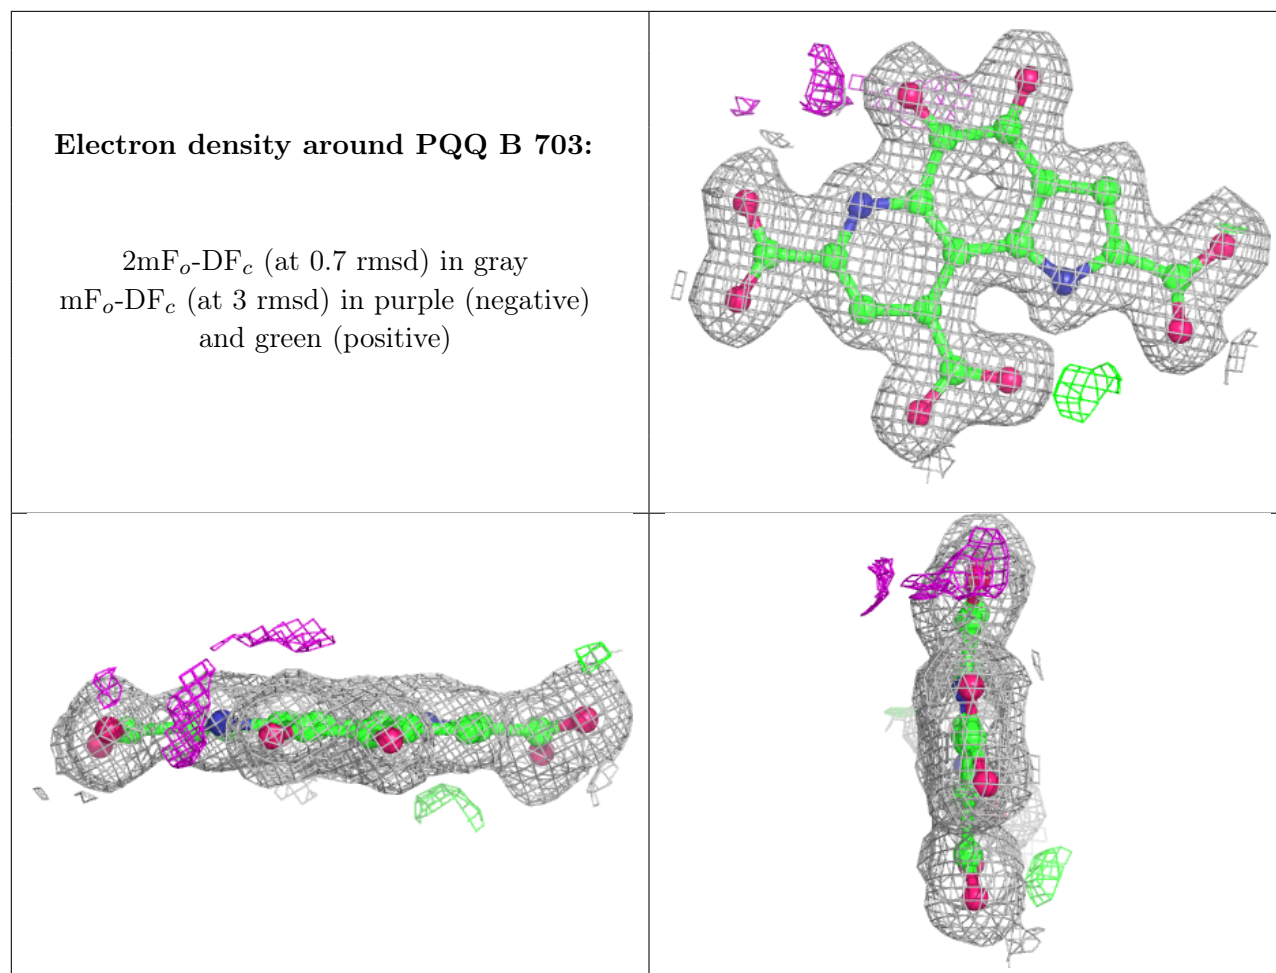 Electron density around PQQ B 703:
2mFo-DFc (at 0.7 rmsd) in gray
mFo-DFc (at 3 rmsd) in purple (negative)
and green (positive)